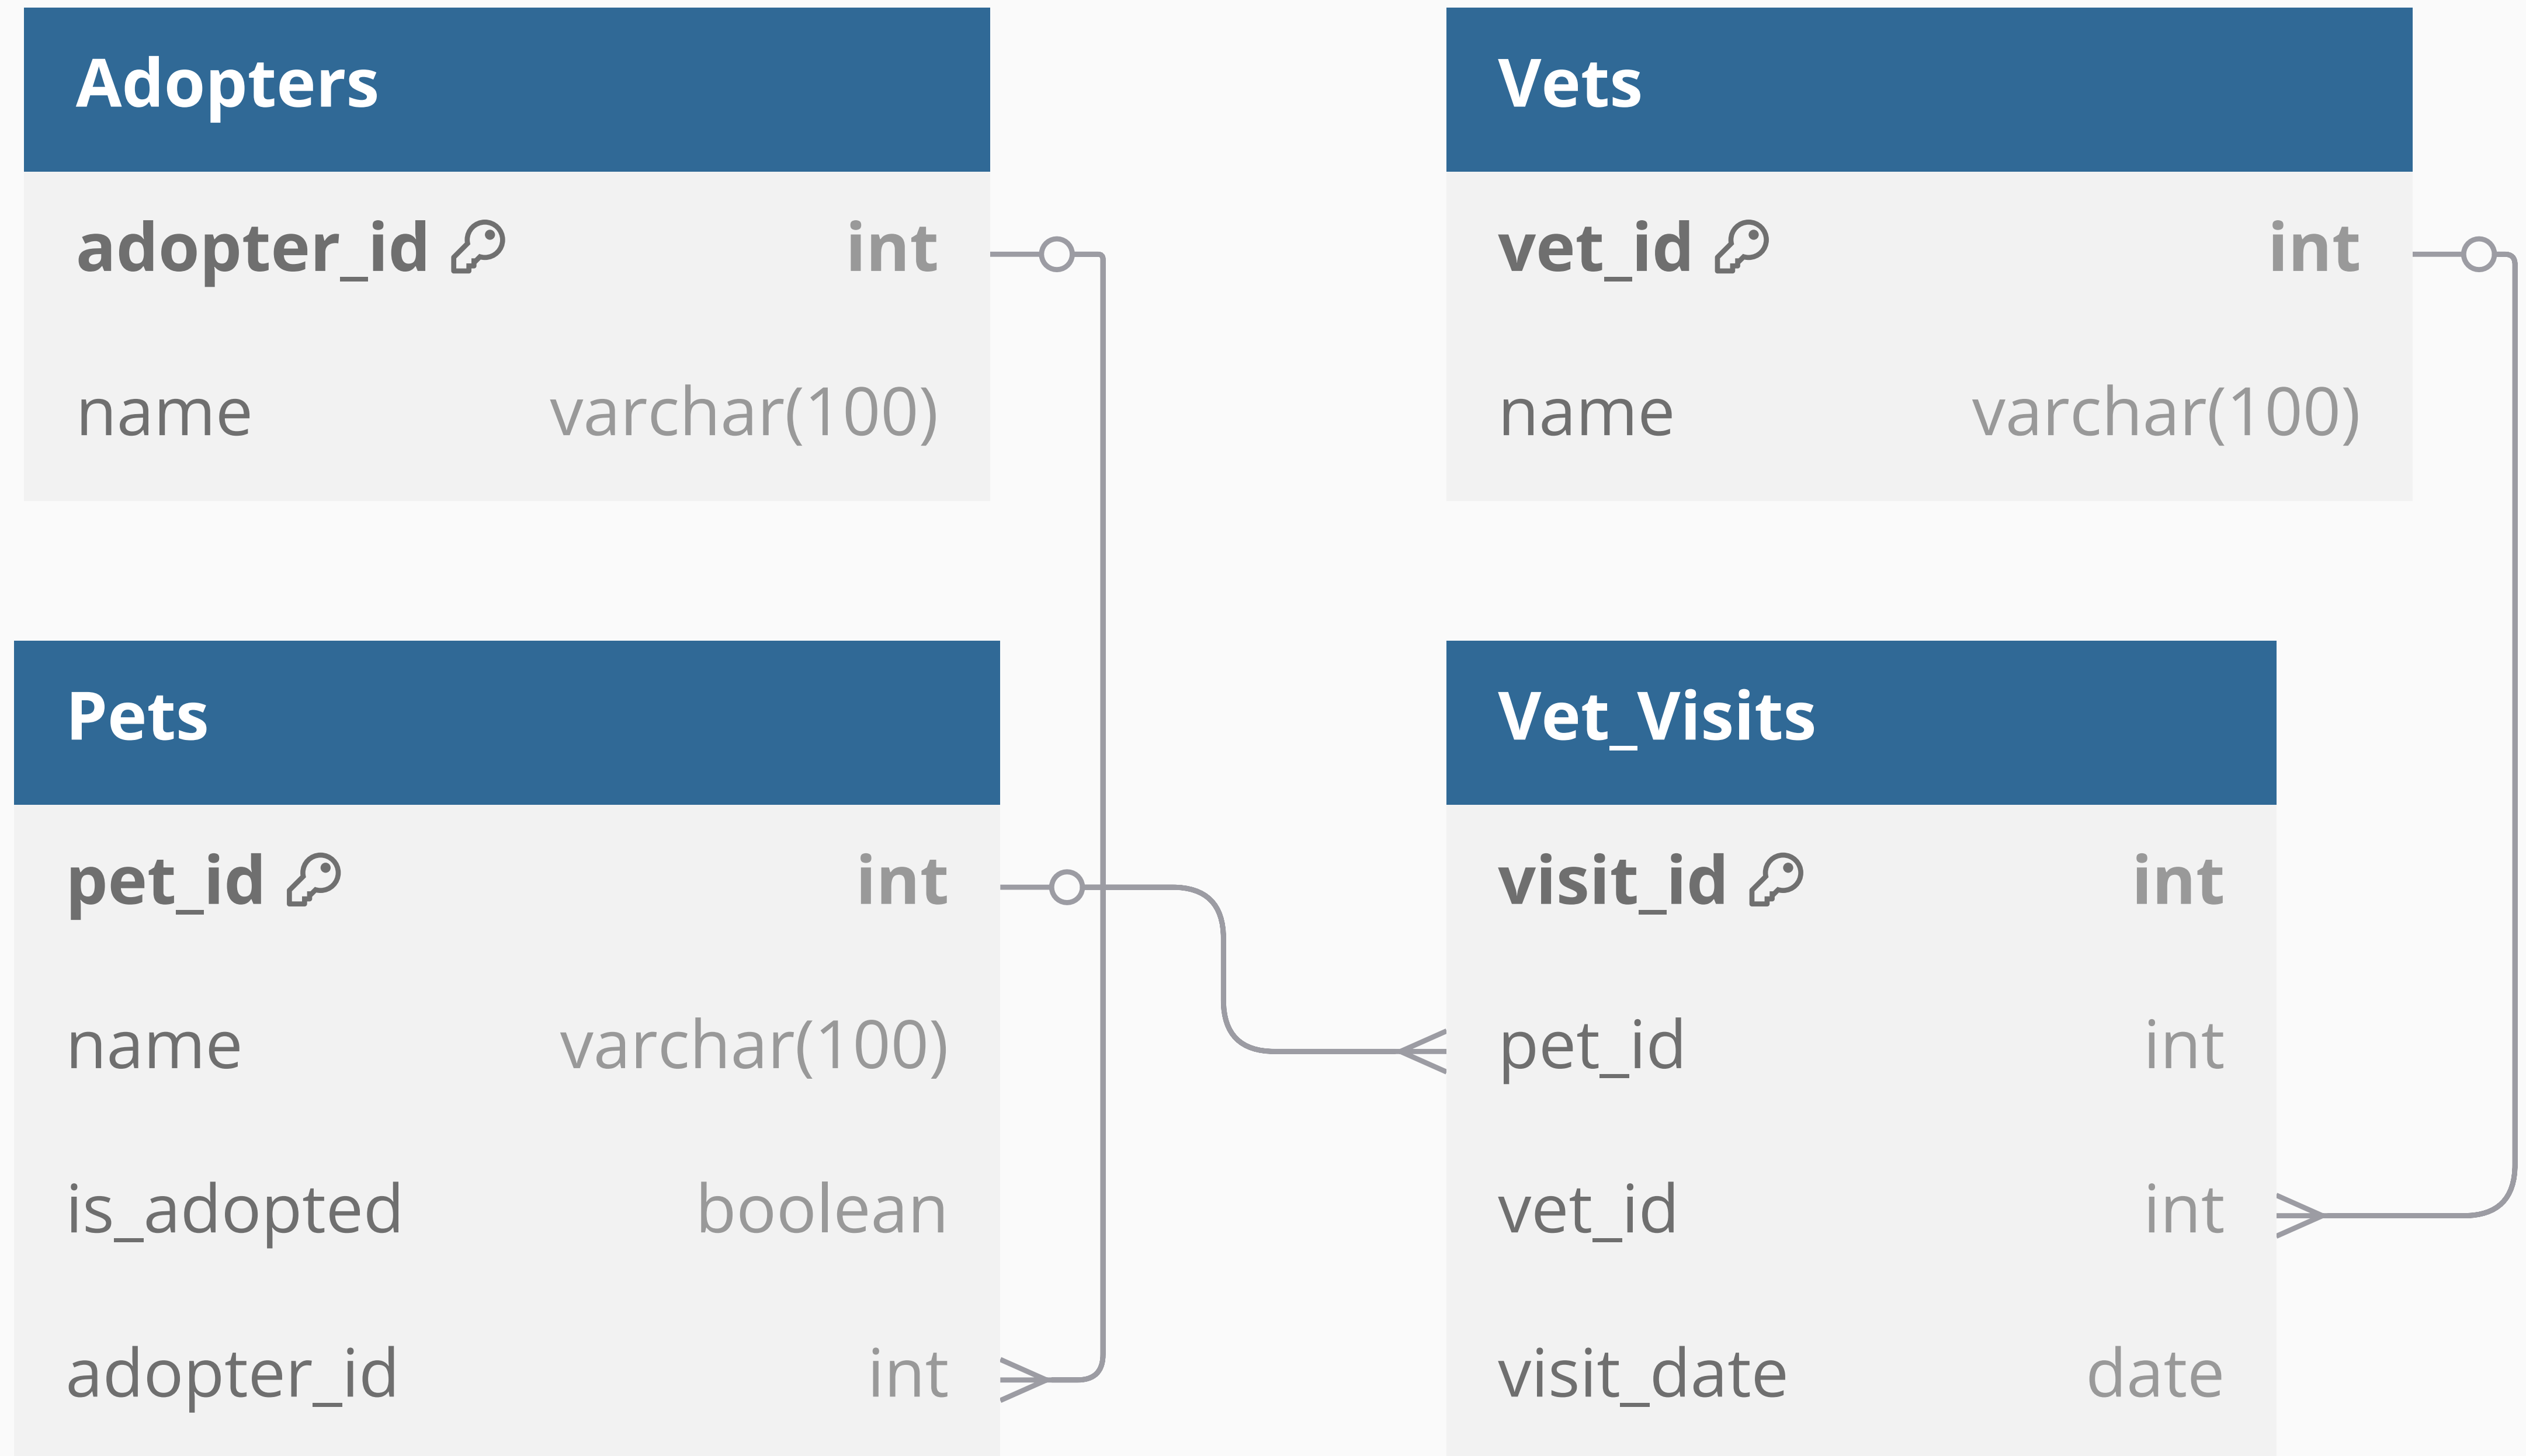 Adopters
adopter_id int
name varchar(100)
Vets
vet_id int
name varchar(100)
Pets
pet_id int
name varchar(100)
is_adopted boolean
adopter_id int
Vet_Visits
visit_id int
pet_id int
vet_id int
visit_date date